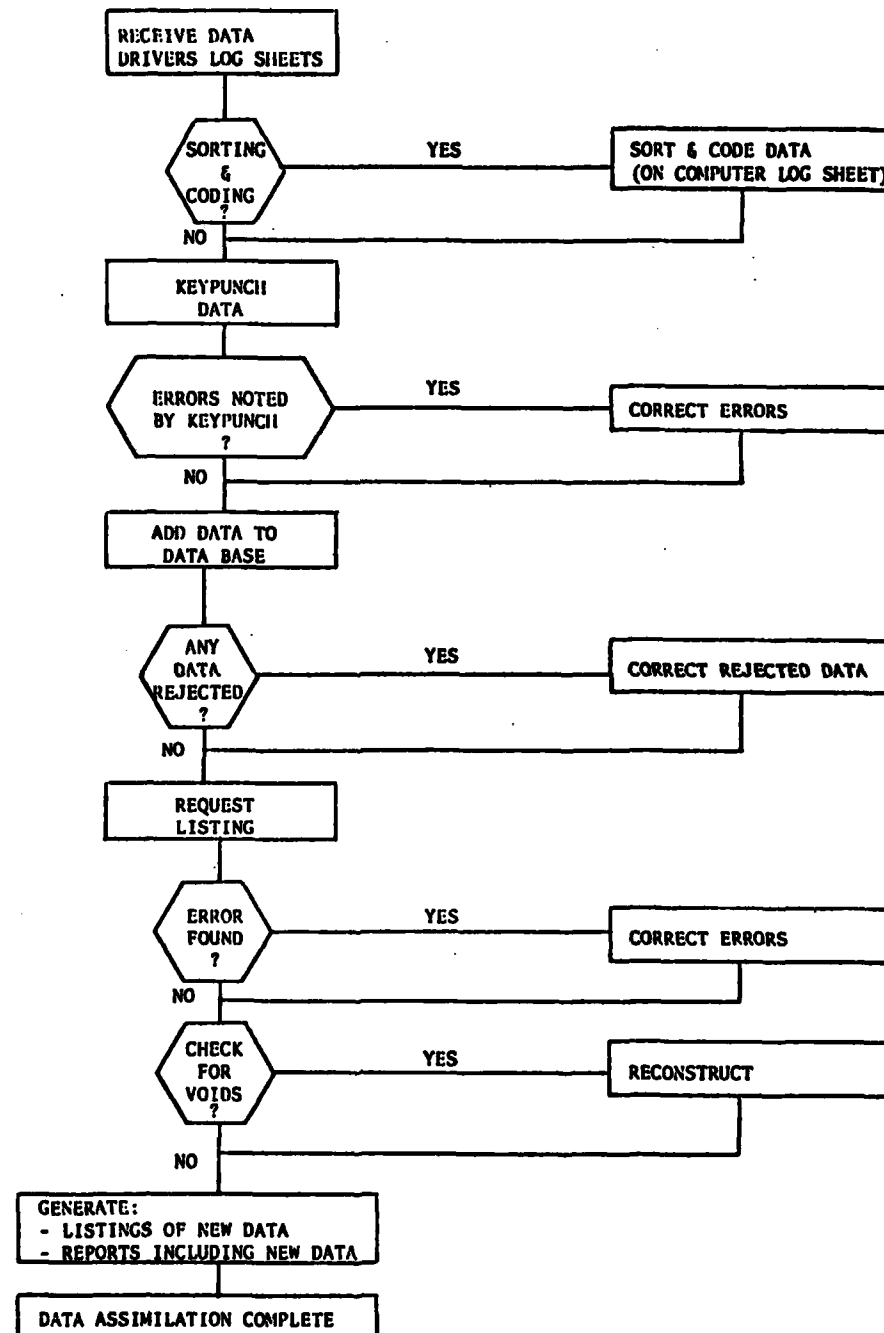 RECEIVE DATA
DRIVERS LOG SHEETS
SORTING
&
CODING
?
YES
SORT & CODE DATA
(ON COMPUTER LOG SHEET)
NO
KEYPUNCH
DATA
ERRORS NOTED
BY KEYPUNCH
?
YES
CORRECT ERRORS
NO
ADD DATA TO
DATA BASE
ANY
DATA
REJECTED
?
YES
CORRECT REJECTED DATA
NO
REQUEST
LISTING
ERROR
FOUND
?
YES
CORRECT ERRORS
NO
CHECK
FOR
VOIDS
?
YES
RECONSTRUCT
NO
GENERATE:
- LISTINGS OF NEW DATA
- REPORTS INCLUDING NEW DATA
DATA ASSIMILATION COMPLETE